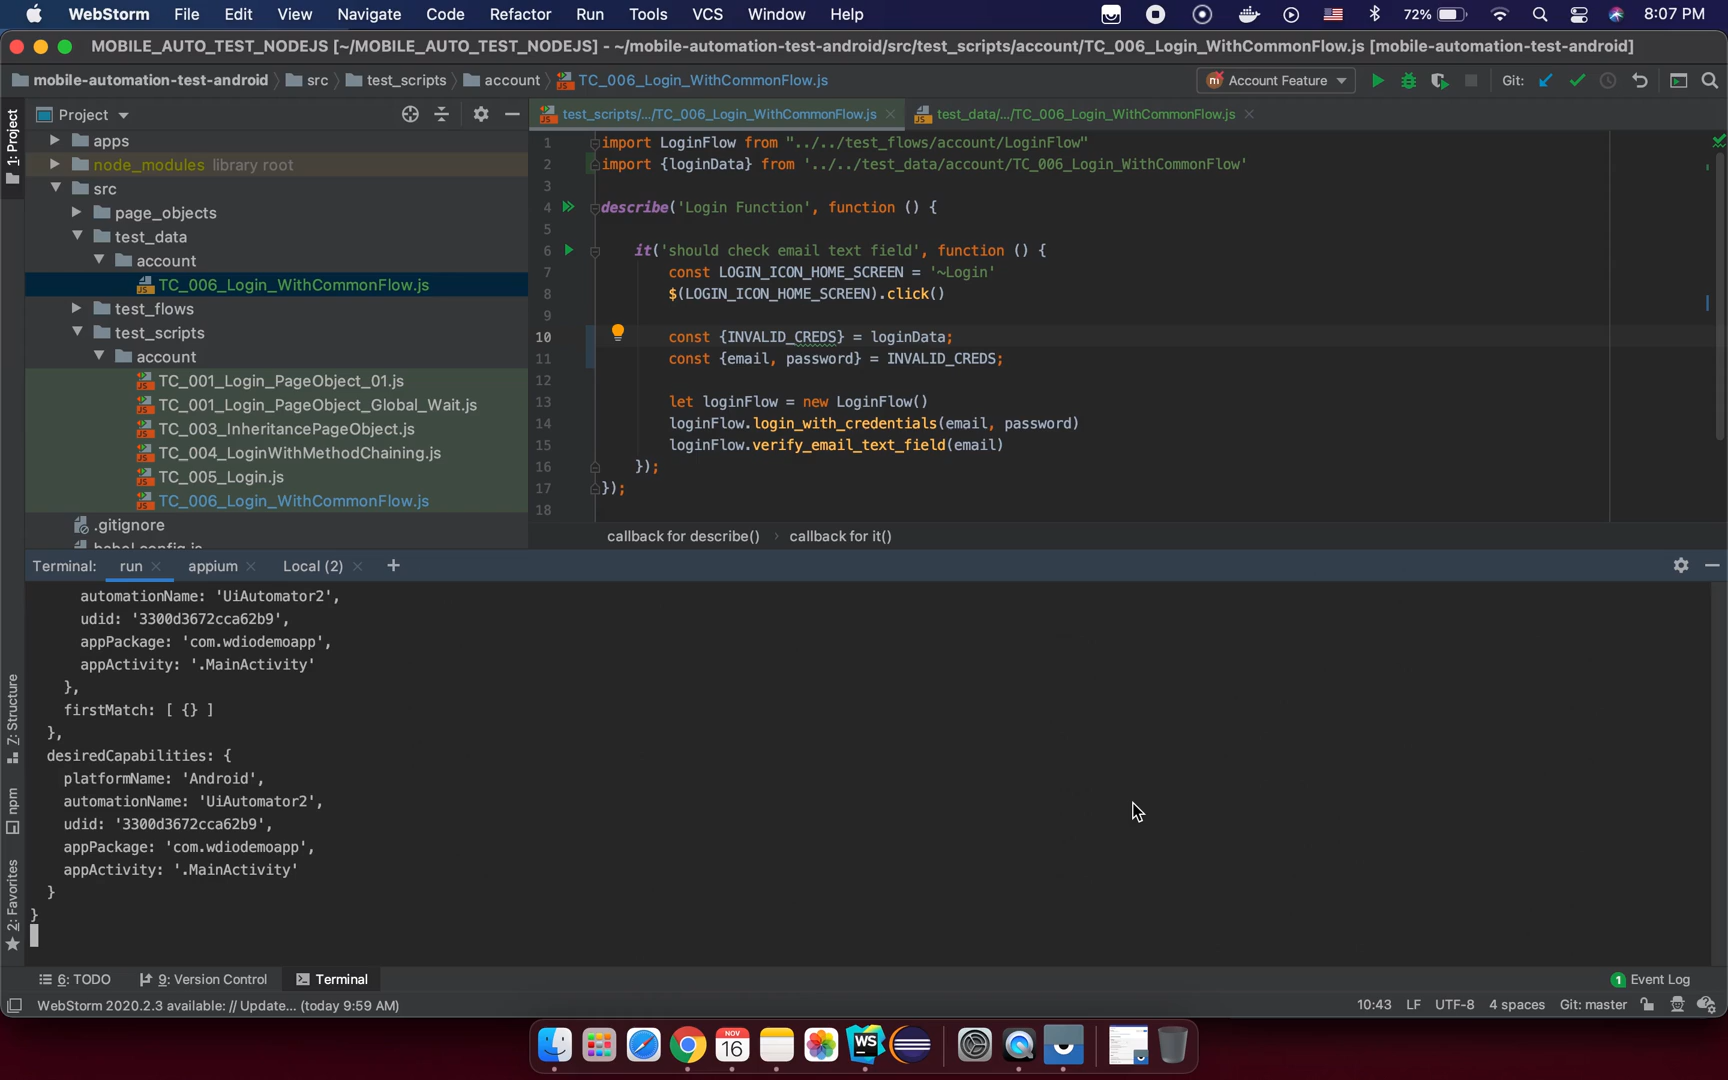 WebStorm File Edit View Navigate Code Refactor Run Tools VCS Window Help 72% 8:07 PM
MOBILE_AUTO_TEST_NODEJS [~/MOBILE_AUTO_TEST_NODEJS] - ~/mobile-automation-test-android/src/test_scripts/account/TC_006_Login_WithCommonFlow.js [mobile-automation-test-android]
mobile-automation-test-android src test_scripts account TC_006_Login_WithCommonFlow.js Account Feature Git:
1: Project
Project
apps
node_modules library root
src
page_objects
test_data
account
TC_006_Login_WithCommonFlow.js
test_flows
test_scripts
account
TC_001_Login_PageObject_01.js
TC_001_Login_PageObject_Global_Wait.js
TC_003_InheritancePageObject.js
TC_004_LoginWithMethodChaining.js
TC_005_Login.js
TC_006_Login_WithCommonFlow.js
.gitignore
babel.config.js
test_scripts/.../TC_006_Login_WithCommonFlow.js test_data/.../TC_006_Login_WithCommonFlow.js
1 import LoginFlow from "../../test_flows/account/LoginFlow"
2 import {loginData} from '../../test_data/account/TC_006_Login_WithCommonFlow'
3
4 describe('Login Function', function () {
5
6 it('should check email text field', function () {
7 const LOGIN_ICON_HOME_SCREEN = '~Login'
8 $(LOGIN_ICON_HOME_SCREEN).click()
9
10 const {INVALID_CREDS} = loginData;
11 const {email, password} = INVALID_CREDS;
12
13 let loginFlow = new LoginFlow()
14 loginFlow.login_with_credentials(email, password)
15 loginFlow.verify_email_text_field(email)
16 });
17 });
18
callback for describe() › callback for it()
Terminal: run appium Local (2) +
automationName: 'UiAutomator2',
udid: '3300d3672cca62b9',
appPackage: 'com.wdiodemoapp',
appActivity: '.MainActivity'
},
firstMatch: [ {} ]
},
desiredCapabilities: {
platformName: 'Android',
automationName: 'UiAutomator2',
udid: '3300d3672cca62b9',
appPackage: 'com.wdiodemoapp',
appActivity: '.MainActivity'
}
}
Z: Structure
npm
2: Favorites
6: TODO 9: Version Control Terminal 1 Event Log
WebStorm 2020.2.3 available: // Update... (today 9:59 AM) 10:43 LF UTF-8 4 spaces Git: master
NOV
16
WS